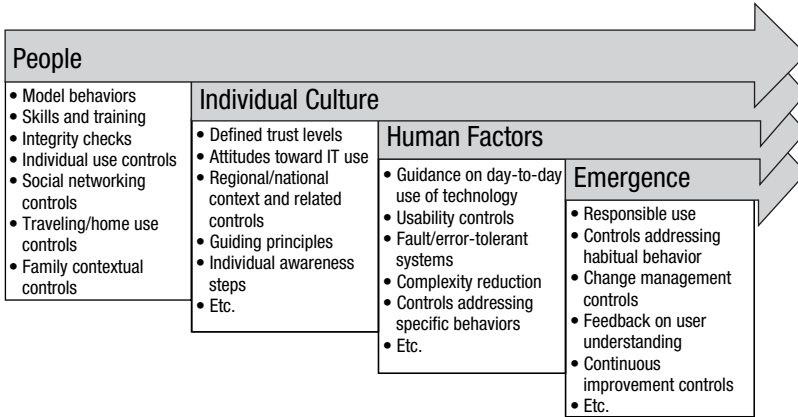 People
• Model behaviors
• Skills and training
• Integrity checks
• Individual use controls
• Social networking
controls
• Traveling/home use
controls
• Family contextual
controls
Individual Culture
• Defined trust levels
• Attitudes toward IT use
• Regional/national
context and related
controls
• Guiding principles
• Individual awareness
steps
• Etc.
Human Factors
• Guidance on day-to-day
use of technology
• Usability controls
• Fault/error-tolerant
systems
• Complexity reduction
• Controls addressing
specific behaviors
• Etc.
Emergence
• Responsible use
• Controls addressing
habitual behavior
• Change management
controls
• Feedback on user
understanding
• Continuous
improvement controls
• Etc.